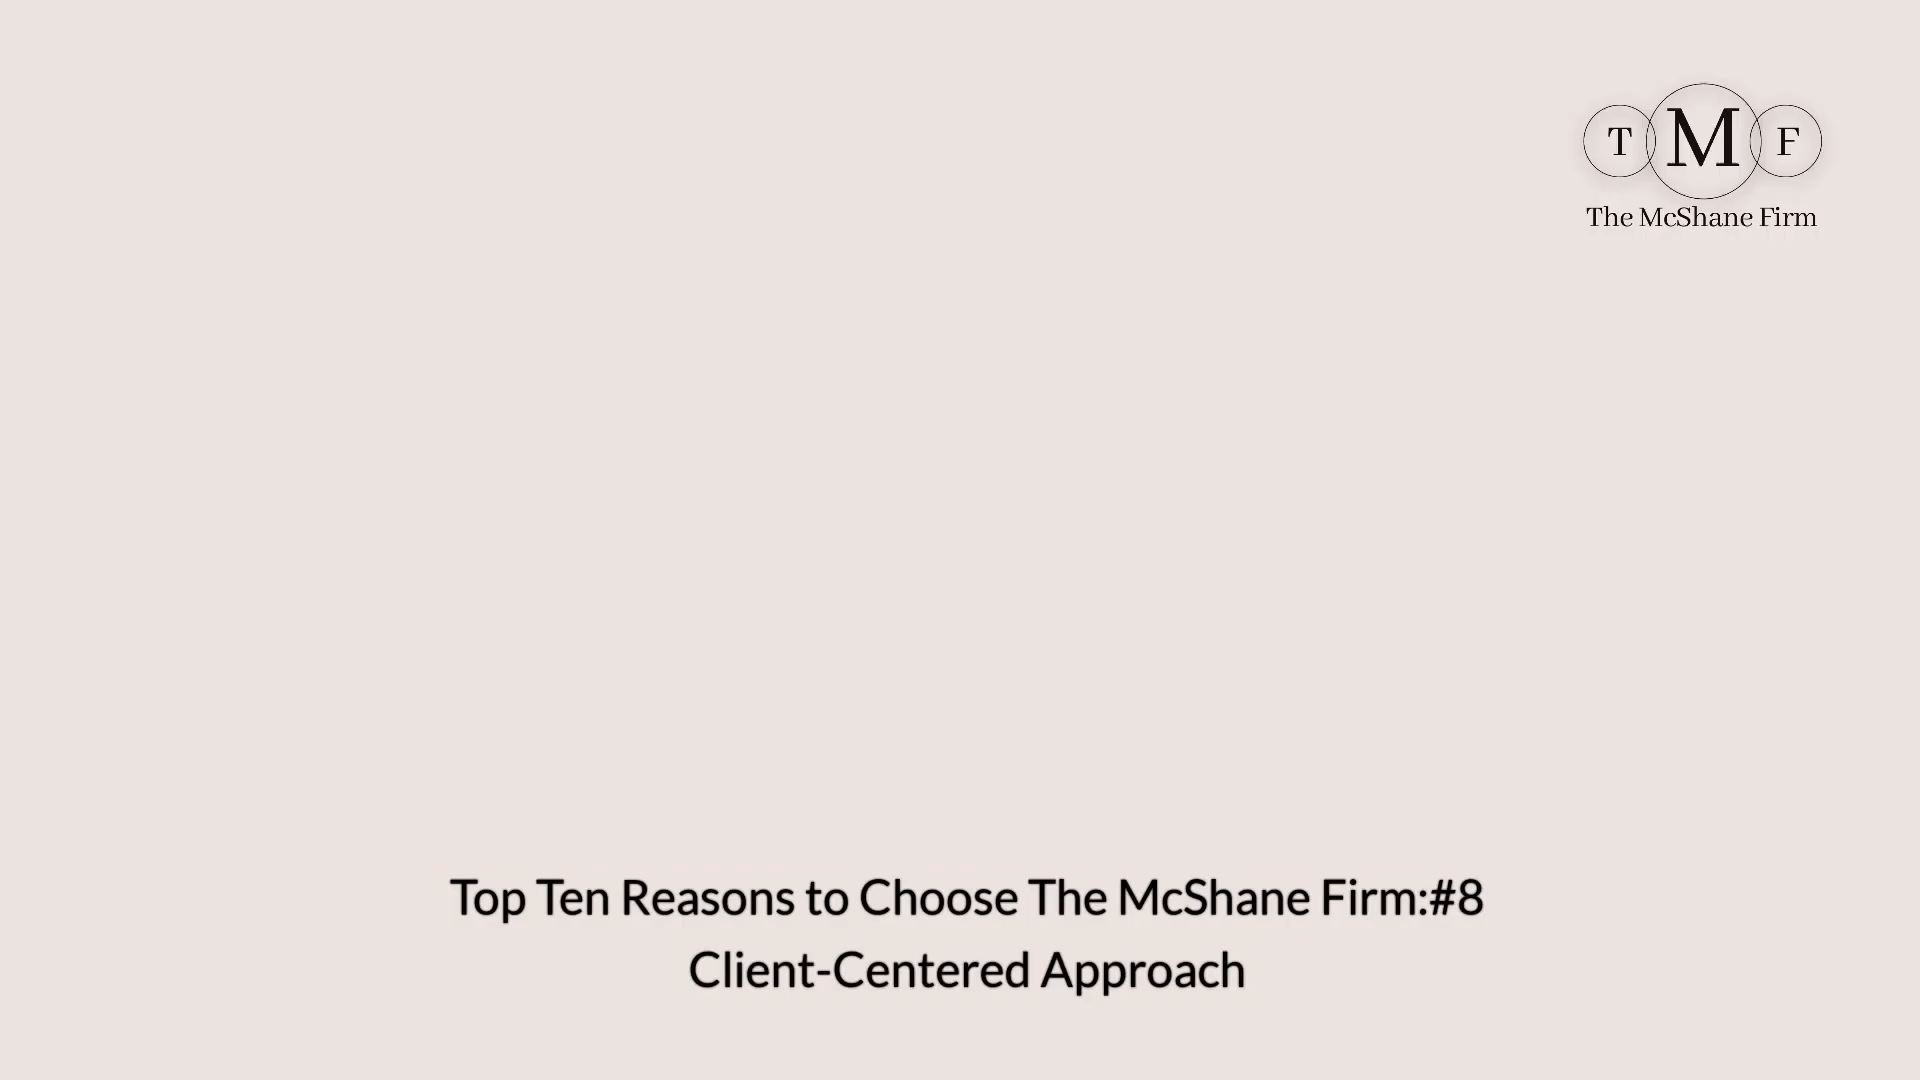 T M F
The McShane Firm
Top Ten Reasons to Choose The McShane Firm:#8
Client-Centered Approach